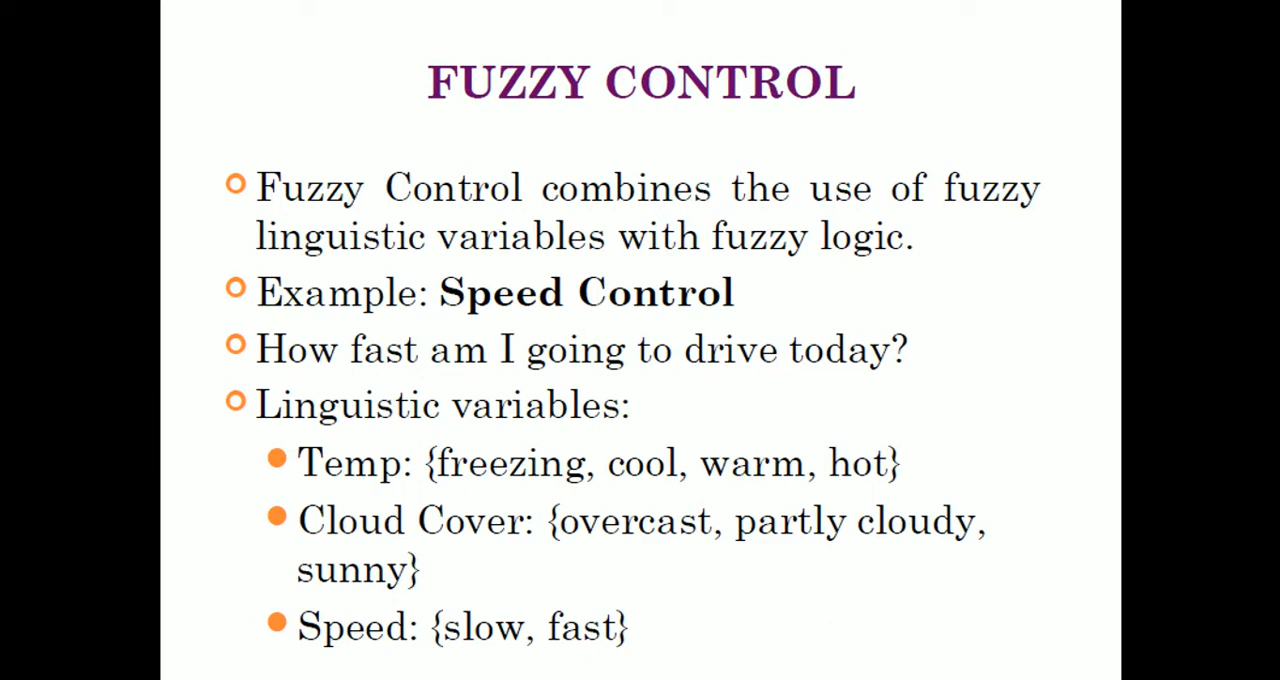 FUZZY CONTROL
Fuzzy Control combines the use of fuzzy
linguistic variables with fuzzy logic.
Example: Speed Control
How fast am I going to drive today?
Linguistic variables:
Temp: {freezing, cool, warm, hot}
Cloud Cover: {overcast, partly cloudy,
sunny}
Speed: {slow, fast}